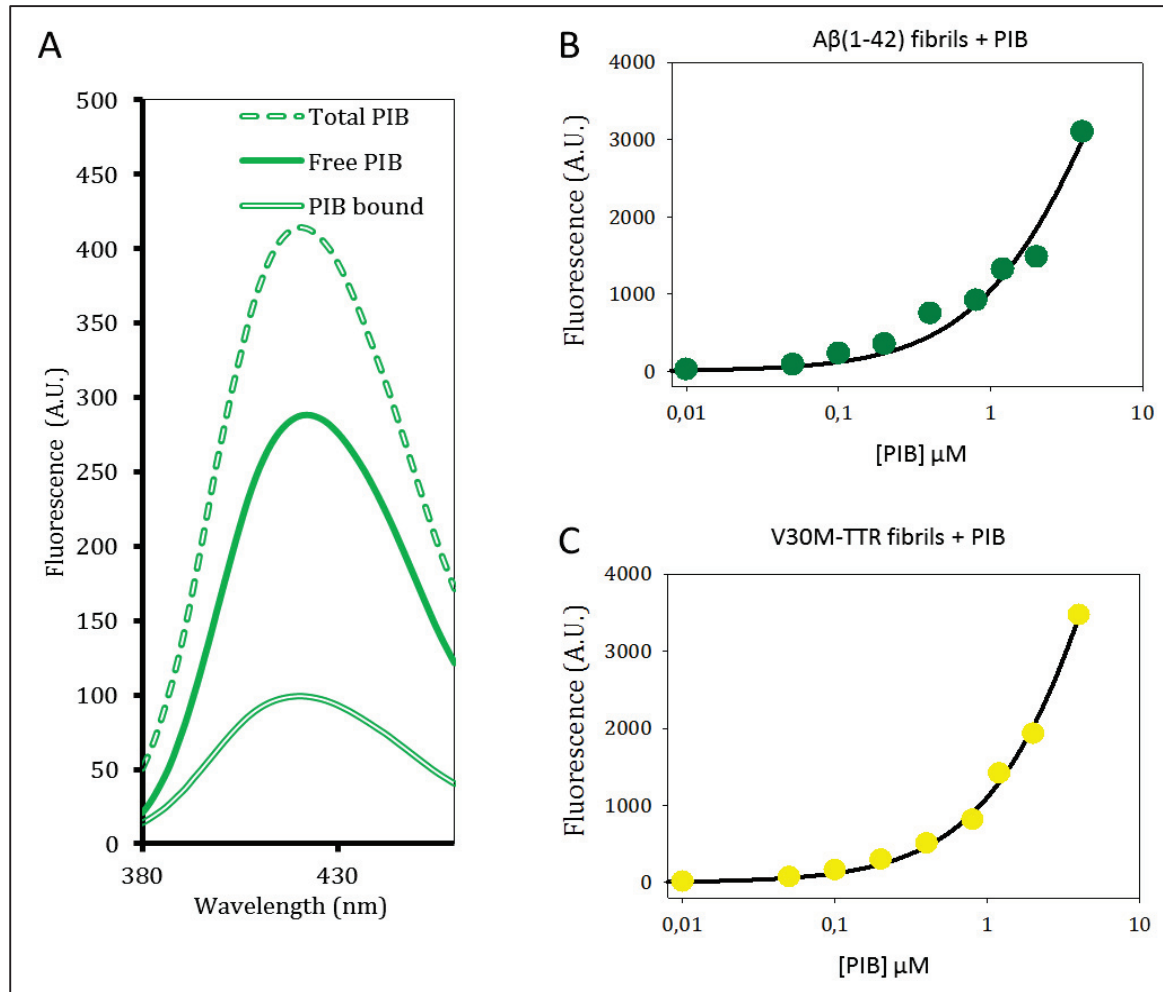 A
500
450
400
350
300
250
200
150
100
50
0
Fluorescence (A.U.)
Total PIB
Free PIB
PIB bound
380 430
Wavelength (nm)
B
Aβ(1-42) fibrils + PIB
4000
3000
2000
1000
0
Fluorescence (A.U.)
0,01 0,1 1 10
[PIB] μM
C
V30M-TTR fibrils + PIB
4000
3000
2000
1000
0
Fluorescence (A.U.)
0,01 0,1 1 10
[PIB] μM